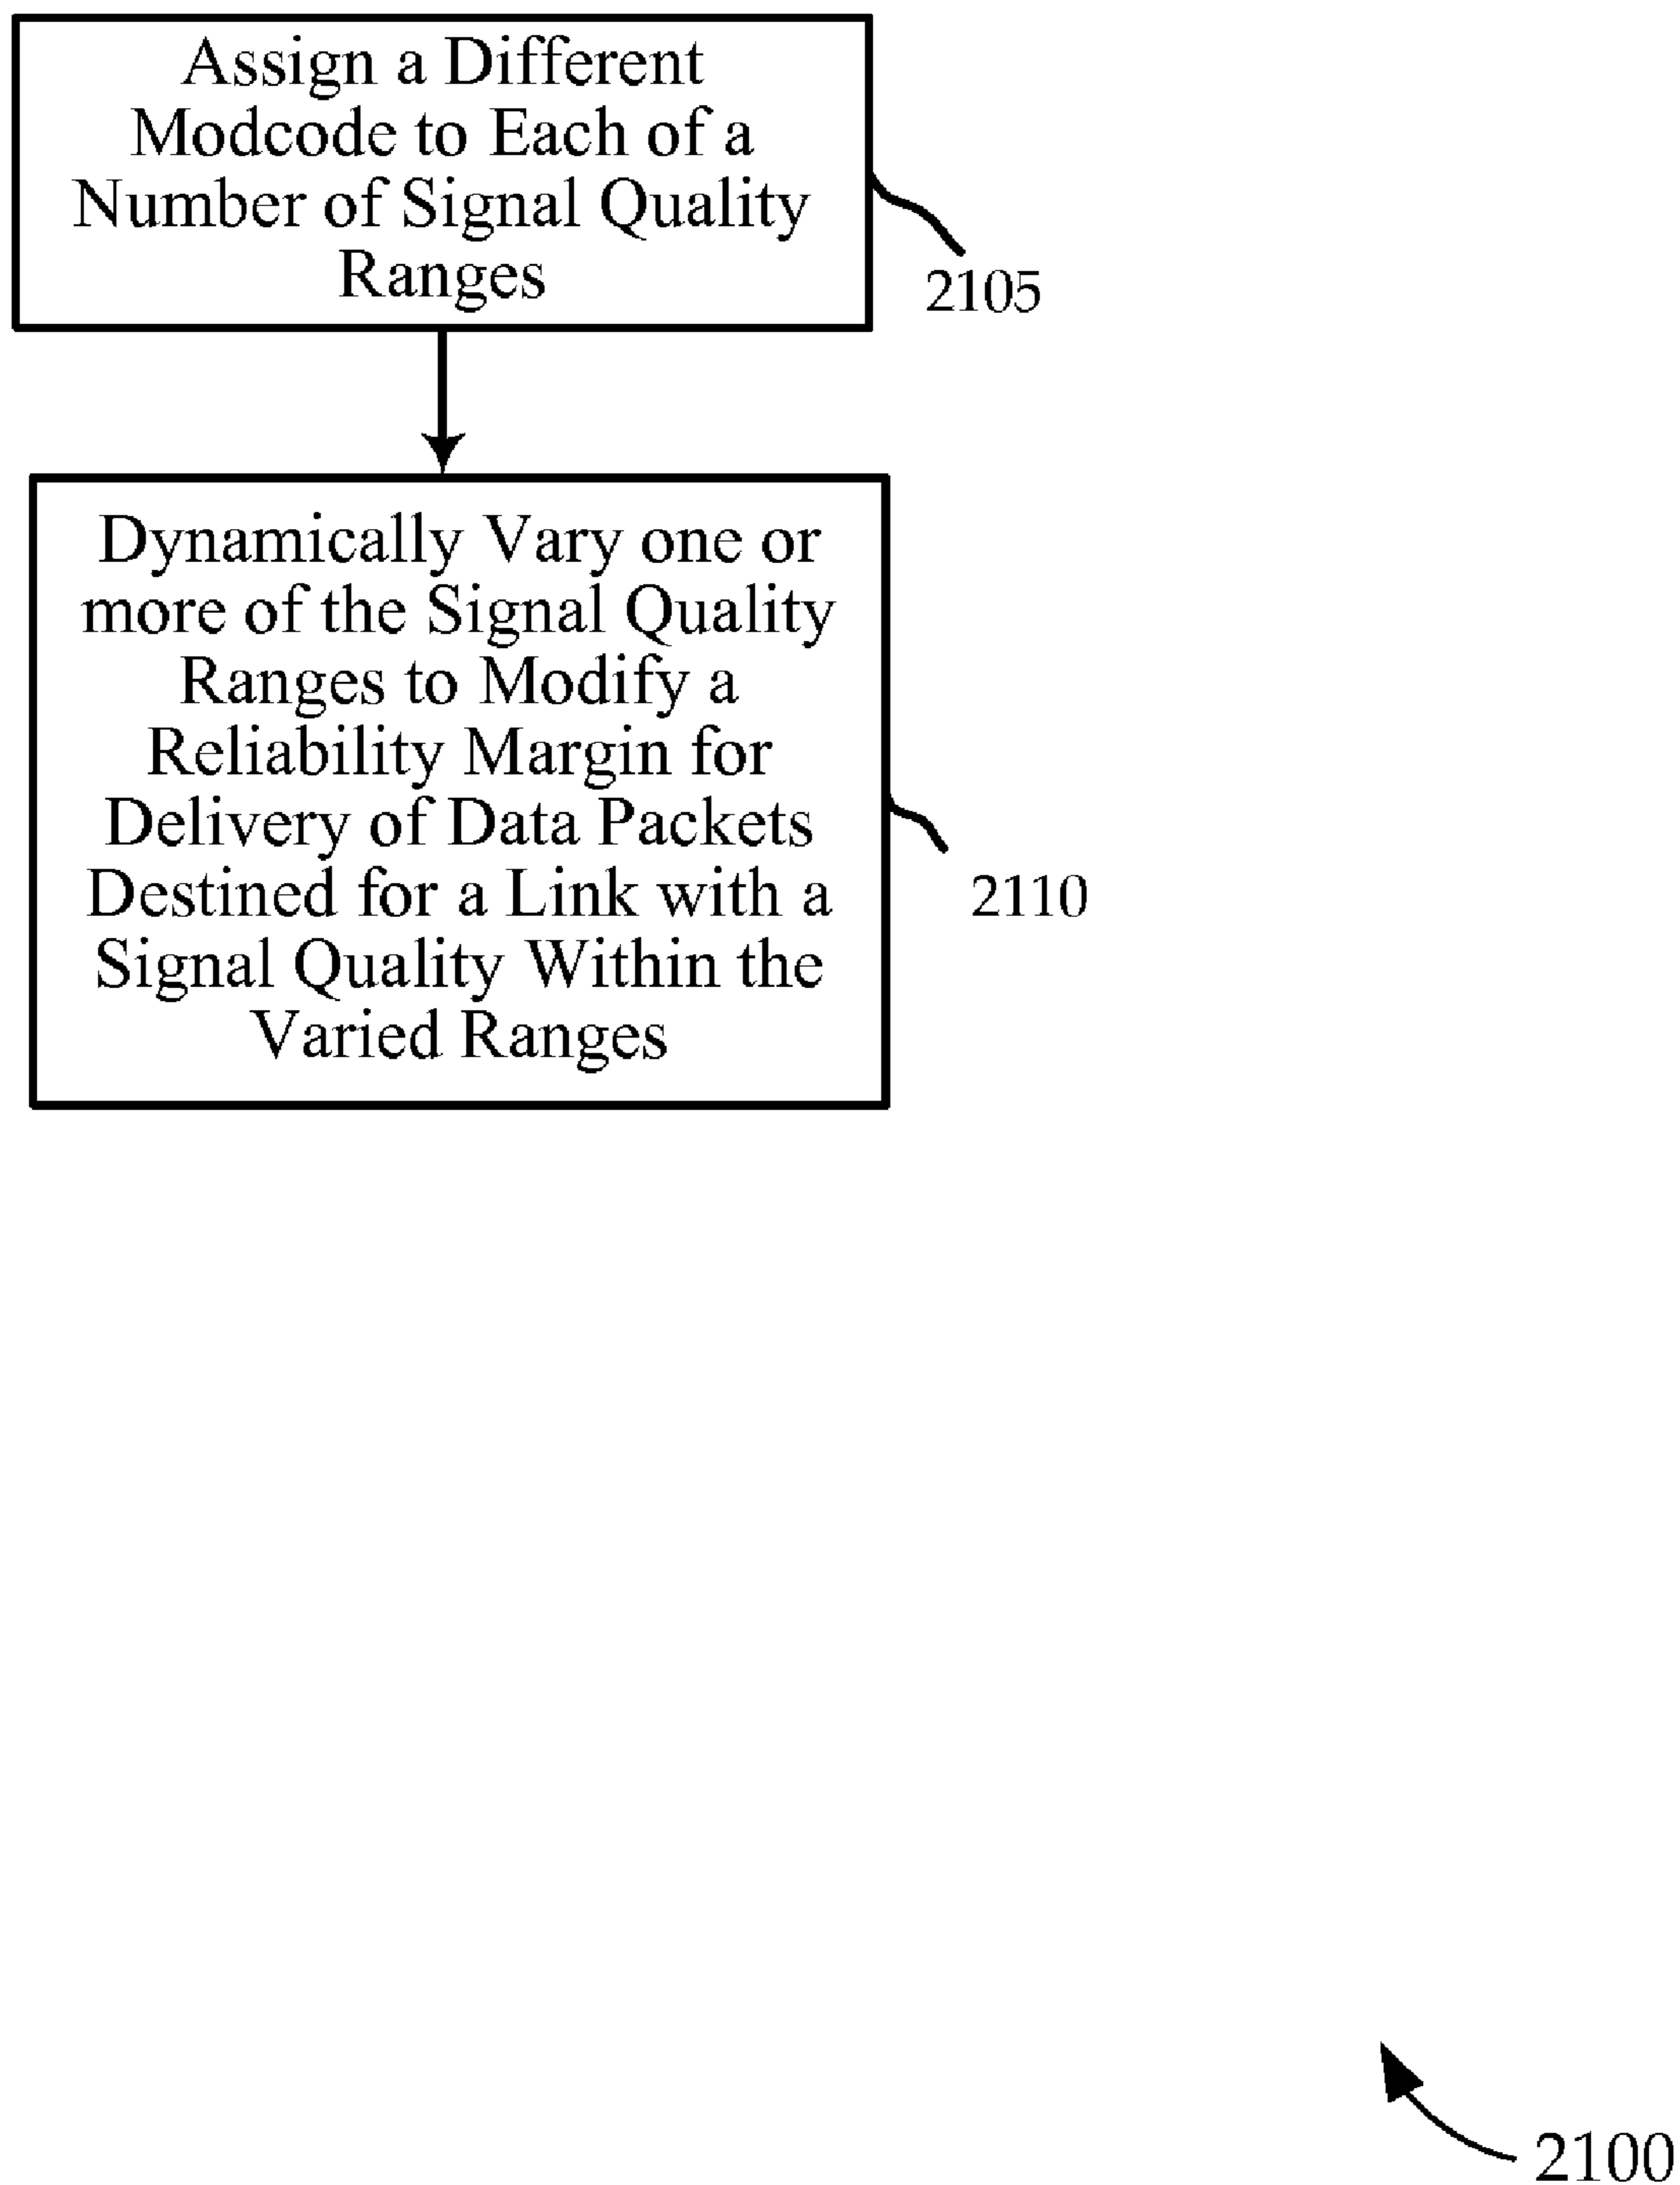 Assign a Different
Modcode to Each of a
Number of Signal Quality
Ranges
2105
Dynamically Vary one or
more of the Signal Quality
Ranges to Modify a
Reliability Margin for
Delivery of Data Packets
Destined for a Link with a
Signal Quality Within the
Varied Ranges
2110
2100